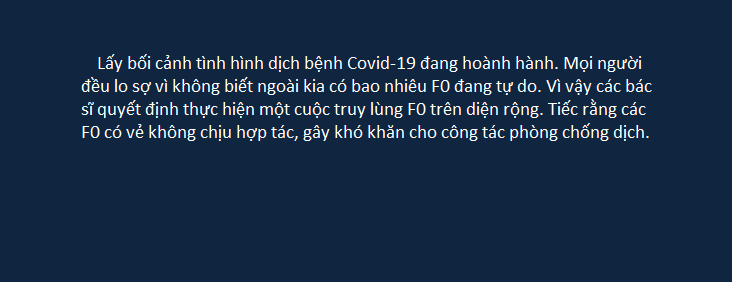 Lấy bối cảnh tình hình dịch bệnh Covid-19 đang hoành hành. Mọi người
đều lo sợ vì không biết ngoài kia có bao nhiêu F0 đang tự do. Vì vậy các bác
sĩ quyết định thực hiện một cuộc truy lùng F0 trên diện rộng. Tiếc rằng các
F0 có vẻ không chịu hợp tác, gây khó khăn cho công tác phòng chống dịch.